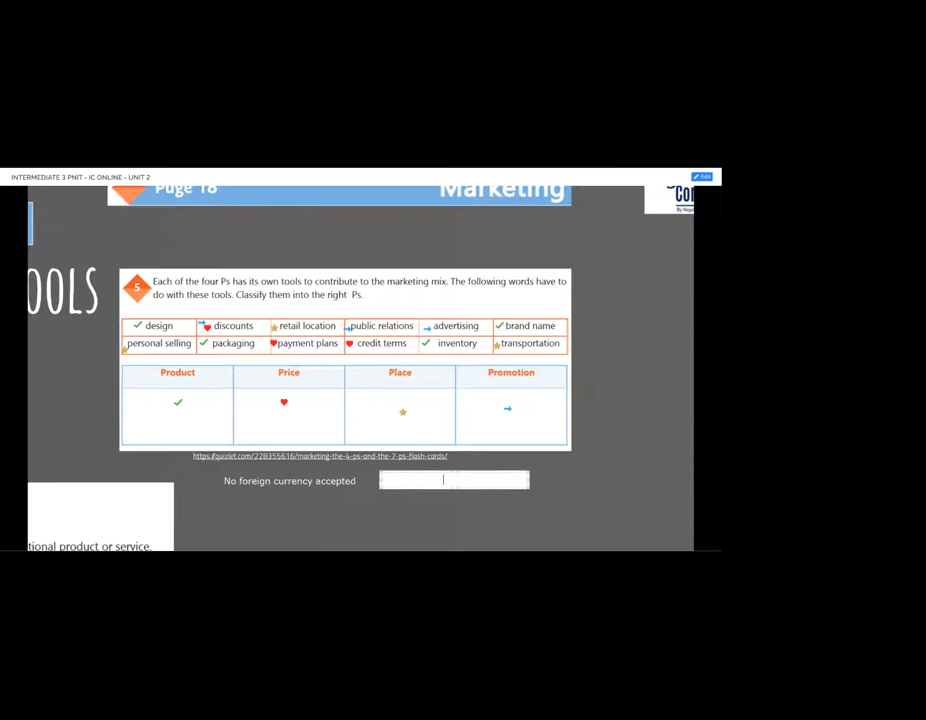 INTERMEDIATE 3 PNIT - IC ONLINE - UNIT 2
Edit
Page 18
Marketing
By Rega
OOLS
5
Each of the four Ps has its own tools to contribute to the marketing mix. The following words have to
do with these tools. Classify them into the right Ps.
design discounts retail location public relations advertising brand name
personal selling packaging payment plans credit terms inventory transportation
Product Price Place Promotion
https://quizlet.com/228355616/marketing-the-4-ps-and-the-7-ps-flash-cards/
No foreign currency accepted
tional product or service.